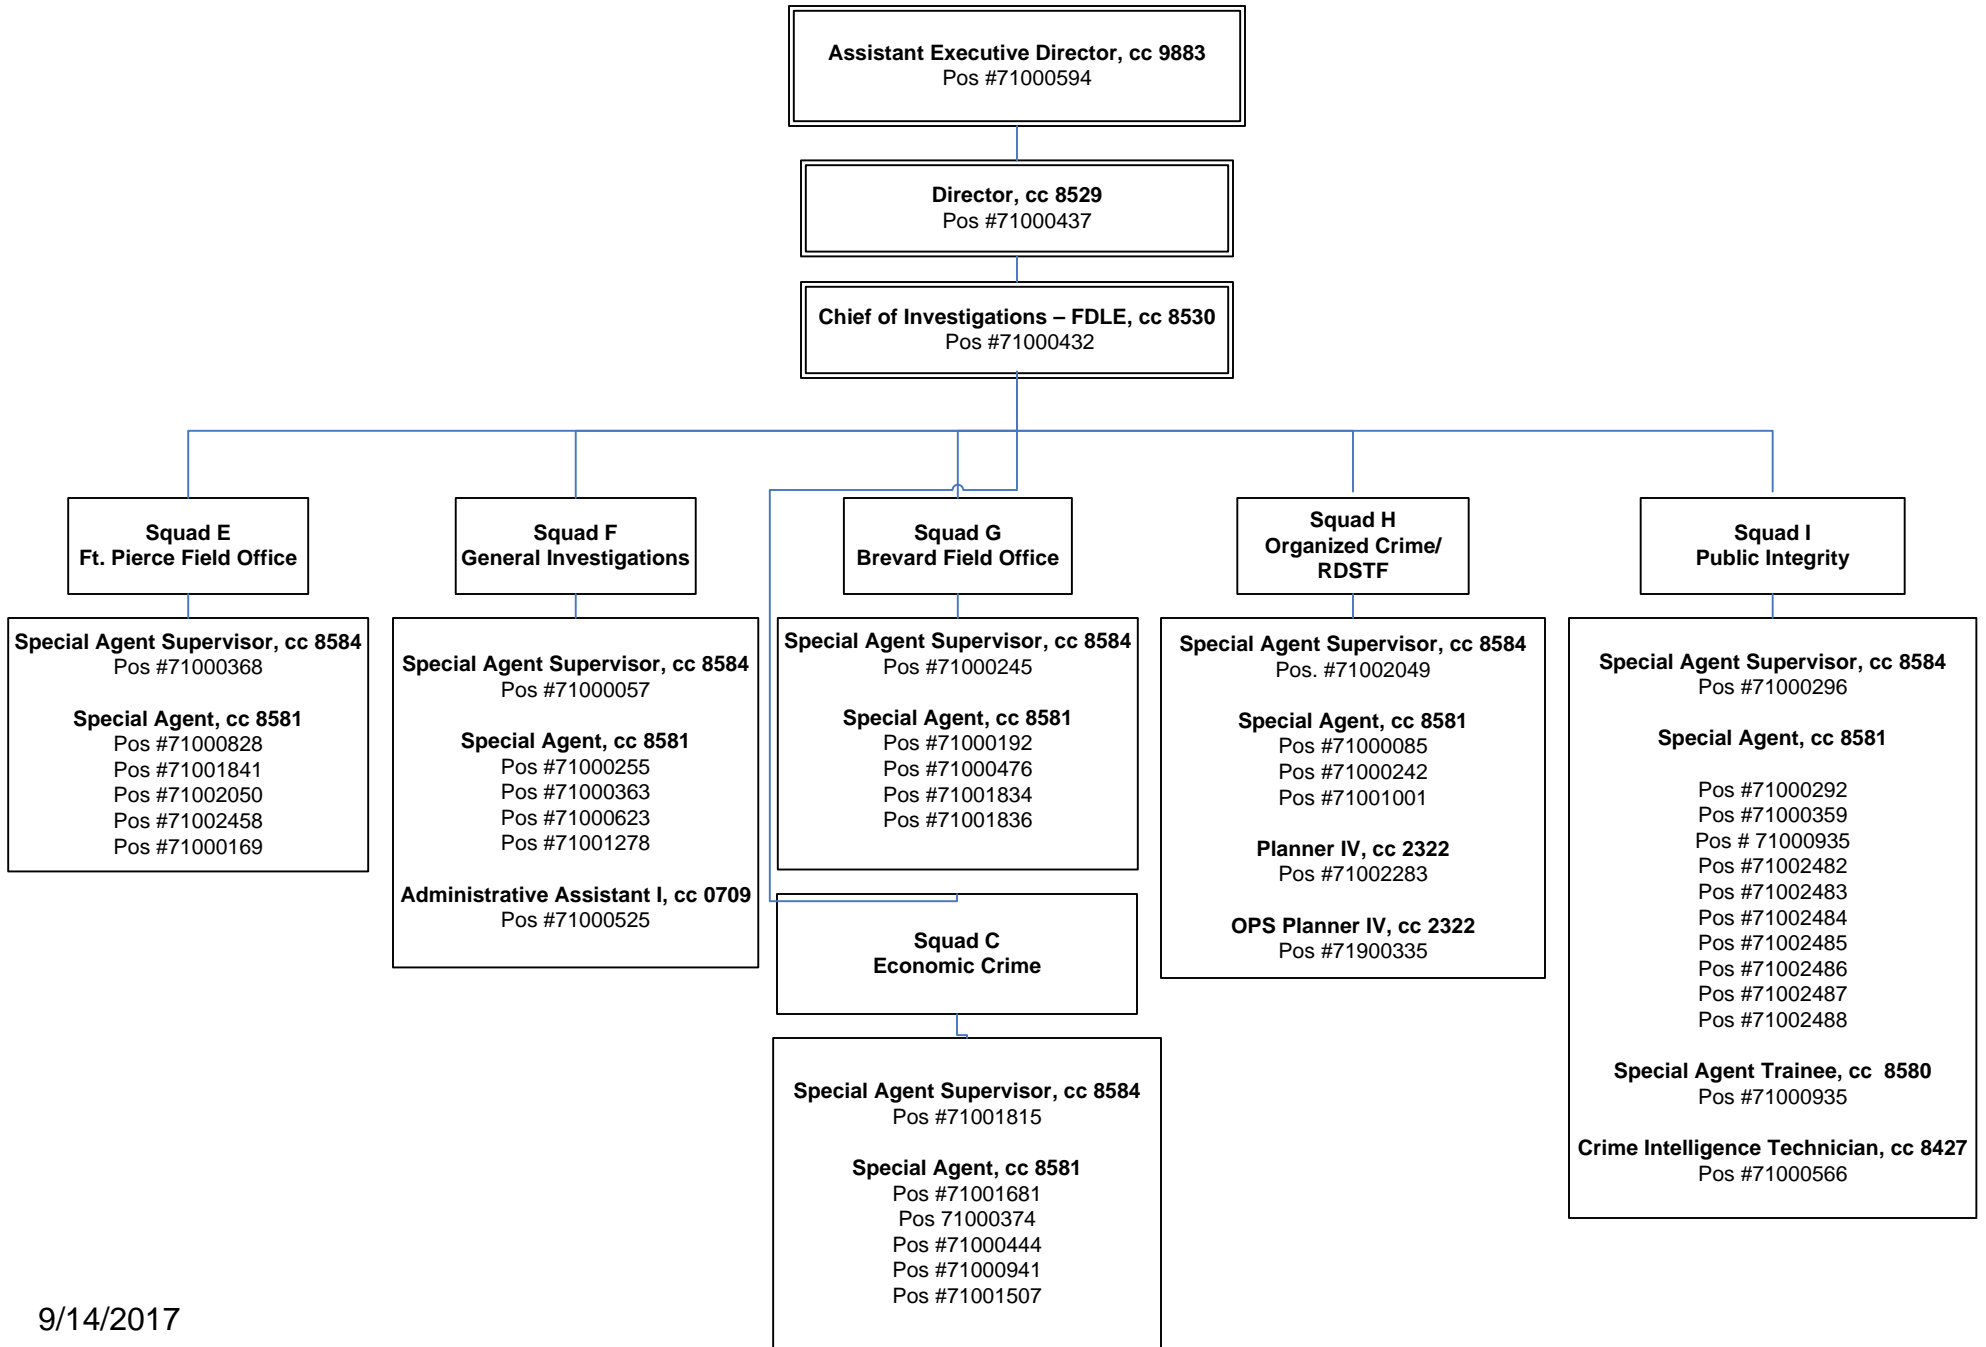 Assistant Executive Director, cc 9883
Pos #71000594
Director, cc 8529
Pos #71000437
Chief of Investigations – FDLE, cc 8530
Pos #71000432
Squad E
Ft. Pierce Field Office
Special Agent Supervisor, cc 8584
Pos #71000368
Special Agent, cc 8581
Pos #71000828
Pos #71001841
Pos #71002050
Pos #71002458
Pos #71000169
Squad F
General Investigations
Special Agent Supervisor, cc 8584
Pos #71000057
Special Agent, cc 8581
Pos #71000255
Pos #71000363
Pos #71000623
Pos #71001278
Administrative Assistant I, cc 0709
Pos #71000525
Squad G
Brevard Field Office
Special Agent Supervisor, cc 8584
Pos #71000245
Special Agent, cc 8581
Pos #71000192
Pos #71000476
Pos #71001834
Pos #71001836
Squad C
Economic Crime
Special Agent Supervisor, cc 8584
Pos #71001815
Special Agent, cc 8581
Pos #71001681
Pos 71000374
Pos #71000444
Pos #71000941
Pos #71001507
Squad H
Organized Crime/
RDSTF
Special Agent Supervisor, cc 8584
Pos. #71002049
Special Agent, cc 8581
Pos #71000085
Pos #71000242
Pos #71001001
Planner IV, cc 2322
Pos #71002283
OPS Planner IV, cc 2322
Pos #71900335
Squad I
Public Integrity
Special Agent Supervisor, cc 8584
Pos #71000296
Special Agent, cc 8581
Pos #71000292
Pos #71000359
Pos # 71000935
Pos #71002482
Pos #71002483
Pos #71002484
Pos #71002485
Pos #71002486
Pos #71002487
Pos #71002488
Special Agent Trainee, cc  8580
Pos #71000935
Crime Intelligence Technician, cc 8427
Pos #71000566
9/14/2017